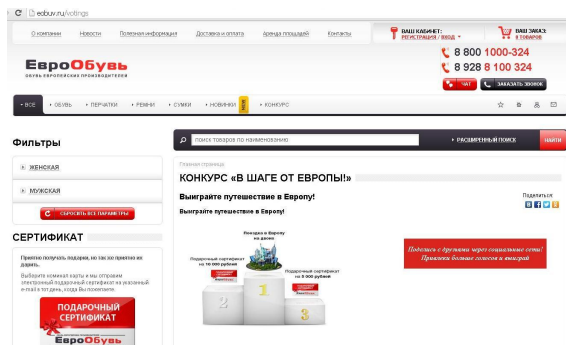 eobuv.ru/votings
О компании Новости Полезная информация Доставка и оплата Аренда площадей Контакты
ВАШ КАБИНЕТ:
РЕГИСТРАЦИЯ / ВХОД
ВАШ ЗАКАЗ:
0 ТОВАРОВ
ЕвроОбувь
ОБУВЬ ЕВРОПЕЙСКИХ ПРОИЗВОДИТЕЛЕЙ
8 800 1000-324
8 928 8 100 324
ЧАТ
ЗАКАЗАТЬ ЗВОНОК
ВСЕ ОБУВЬ ПЕРЧАТКИ РЕМНИ СУМКИ НОВИНКИ NEW КОНКУРС
Фильтры
ЖЕНСКАЯ
МУЖСКАЯ
СБРОСИТЬ ВСЕ ПАРАМЕТРЫ
СЕРТИФИКАТ
Приятно получать подарки, но так же приятно их
дарить.
Выберите номинал карты и мы отправим
электронный подарочный сертификат на указанный
e-mail в тот день, когда Вы пожелаете.
ПОДАРОЧНЫЙ
СЕРТИФИКАТ
ЕвроОбувь
поиск товаров по наименованию
РАСШИРЕННЫЙ ПОИСК
НАЙТИ
Главная страница
КОНКУРС «В ШАГЕ ОТ ЕВРОПЫ!»
Выиграйте путешествие в Европу!
Поделиться:
Выиграйте путешествие в Европу!
Поездка в Европу
на двоих
Подарочный сертификат
на 10 000 рублей
Подарочный сертификат
на 5 000 рублей
1
2
3
Поделись с друзьями через социальные сети!
Привлеки больше голосов и выиграй